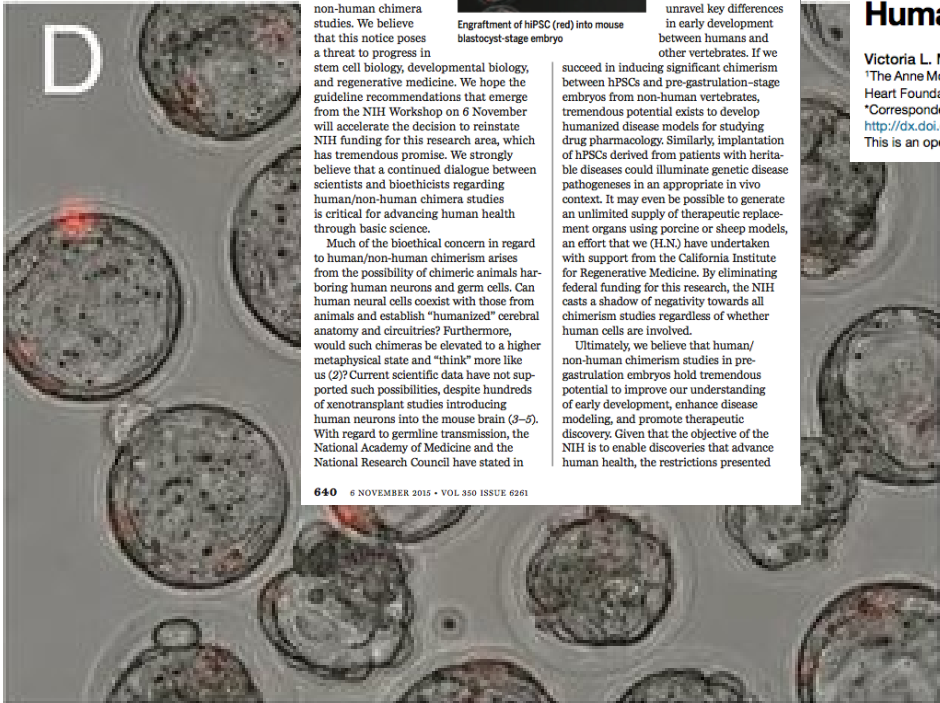 D
non-human chimera
studies. We believe
that this notice poses
a threat to progress in
stem cell biology, developmental biology,
and regenerative medicine. We hope the
guideline recommendations that emerge
from the NIH Workshop on 6 November
will accelerate the decision to reinstate
NIH funding for this research area, which
has tremendous promise. We strongly
believe that a continued dialogue between
scientists and bioethicists regarding
human/non-human chimera studies
is critical for advancing human health
through basic science.
Much of the bioethical concern in regard
to human/non-human chimerism arises
from the possibility of chimeric animals har-
boring human neurons and germ cells. Can
human neural cells coexist with those from
animals and establish “humanized” cerebral
anatomy and circuitries? Furthermore,
would such chimeras be elevated to a higher
metaphysical state and “think” more like
us (2)? Current scientific data have not sup-
ported such possibilities, despite hundreds
of xenotransplant studies introducing
human neurons into the mouse brain (3–5).
With regard to germline transmission, the
National Academy of Medicine and the
National Research Council have stated in
Engraftment of hiPSC (red) into mouse
blastocyst-stage embryo
unravel key differences
in early development
between humans and
other vertebrates. If we
succeed in inducing significant chimerism
between hPSCs and pre-gastrulation–stage
embryos from non-human vertebrates,
tremendous potential exists to develop
humanized disease models for studying
drug pharmacology. Similarly, implantation
of hPSCs derived from patients with herita-
ble diseases could illuminate genetic disease
pathogeneses in an appropriate in vivo
context. It may even be possible to generate
an unlimited supply of therapeutic replace-
ment organs using porcine or sheep models,
an effort that we (H.N.) have undertaken
with support from the California Institute
for Regenerative Medicine. By eliminating
federal funding for this research, the NIH
casts a shadow of negativity towards all
chimerism studies regardless of whether
human cells are involved.
Ultimately, we believe that human/
non-human chimerism studies in pre-
gastrulation embryos hold tremendous
potential to improve our understanding
of early development, enhance disease
modeling, and promote therapeutic
discovery. Given that the objective of the
NIH is to enable discoveries that advance
human health, the restrictions presented
640 6 NOVEMBER 2015 • VOL 350 ISSUE 6261
Huma
Victoria L. M
¹The Anne Mc
Heart Founda
*Corresponde
http://dx.doi.
This is an ope